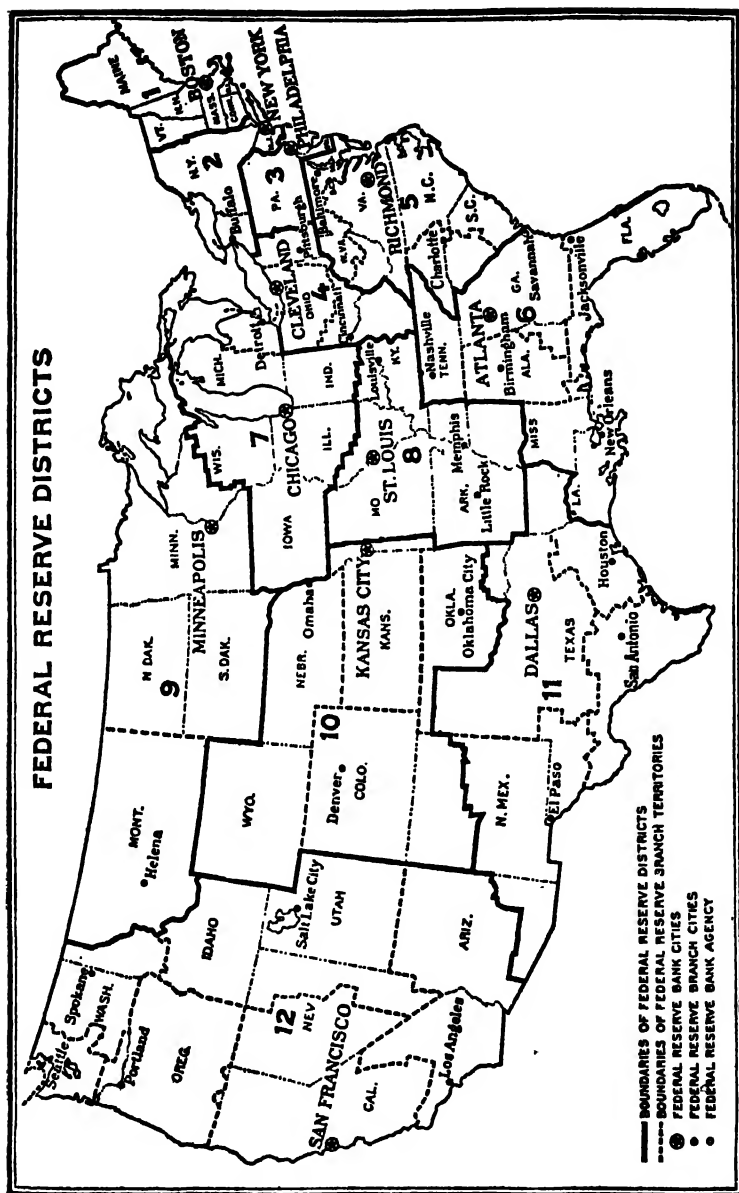 FEDERAL RESERVE DISTRICTS
Seattle
Spokane
WASH.
Portland
OREG.
IDAHO
MONT.
Helena
N DAK.
9
S. DAK.
MINN.
MINNEAPOLIS
WYO.
12
NEV
SAN FRANCISCO
CAL.
Los Angeles
Salt Lake City
UTAH
ARIZ.
NEBR.
Omaha
10
Denver
COLO.
KANSAS CITY
KANS.
OKLA.
Oklahoma City
N. MEX.
El Paso
DALLAS
TEXAS
11
Houston
San Antonio
WIS.
MICH.
Detroit
7
CHICAGO
IOWA
ILL.
IND.
MO
ST. LOUIS
8
Louisville
KY.
ARK.
Little Rock
Memphis
CLEVELAND
OHIO
4
Cincinnati
Pittsburgh
PA.
3
PHILADELPHIA
N.Y.
2
Buffalo
NEW YORK
N.J.
MAINE
1
VT.
N.H.
BOSTON
MASS.
CONN.
Baltimore
W.VA.
VA.
RICHMOND
5
N.C.
Charlotte
S.C.
Nashville
TENN.
ATLANTA
GA.
6
Savannah
Birmingham
ALA.
Jacksonville
FLA.
MISS
LA.
New Orleans
BOUNDARIES OF FEDERAL RESERVE DISTRICTS
BOUNDARIES OF FEDERAL RESERVE BRANCH TERRITORIES
FEDERAL RESERVE BANK CITIES
FEDERAL RESERVE BRANCH CITIES
FEDERAL RESERVE BANK AGENCY